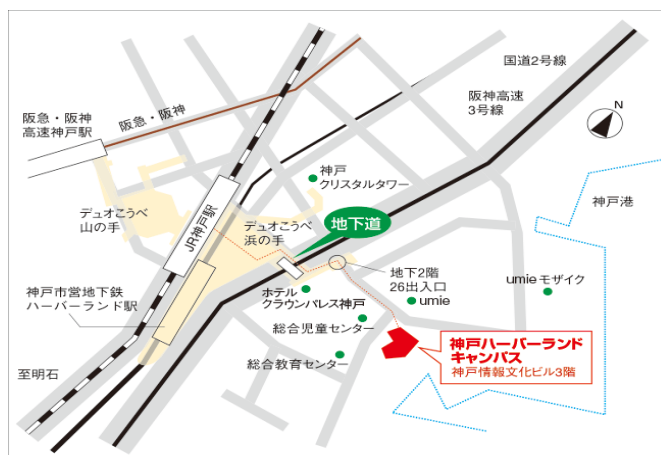 国道2号線
阪神高速
3号線
N
阪急・阪神
高速神戸駅
阪急・阪神
神戸
クリスタルタワー
神戸港
デュオこうべ
山の手
JR神戸駅
デュオこうべ
浜の手
地下道
地下2階
26出入口
umieモザイク
神戸市営地下鉄
ハーバーランド駅
ホテル
クラウンパレス神戸
umie
総合児童センター
神戸ハーバーランド
キャンパス
神戸情報文化ビル3階
総合教育センター
至明石